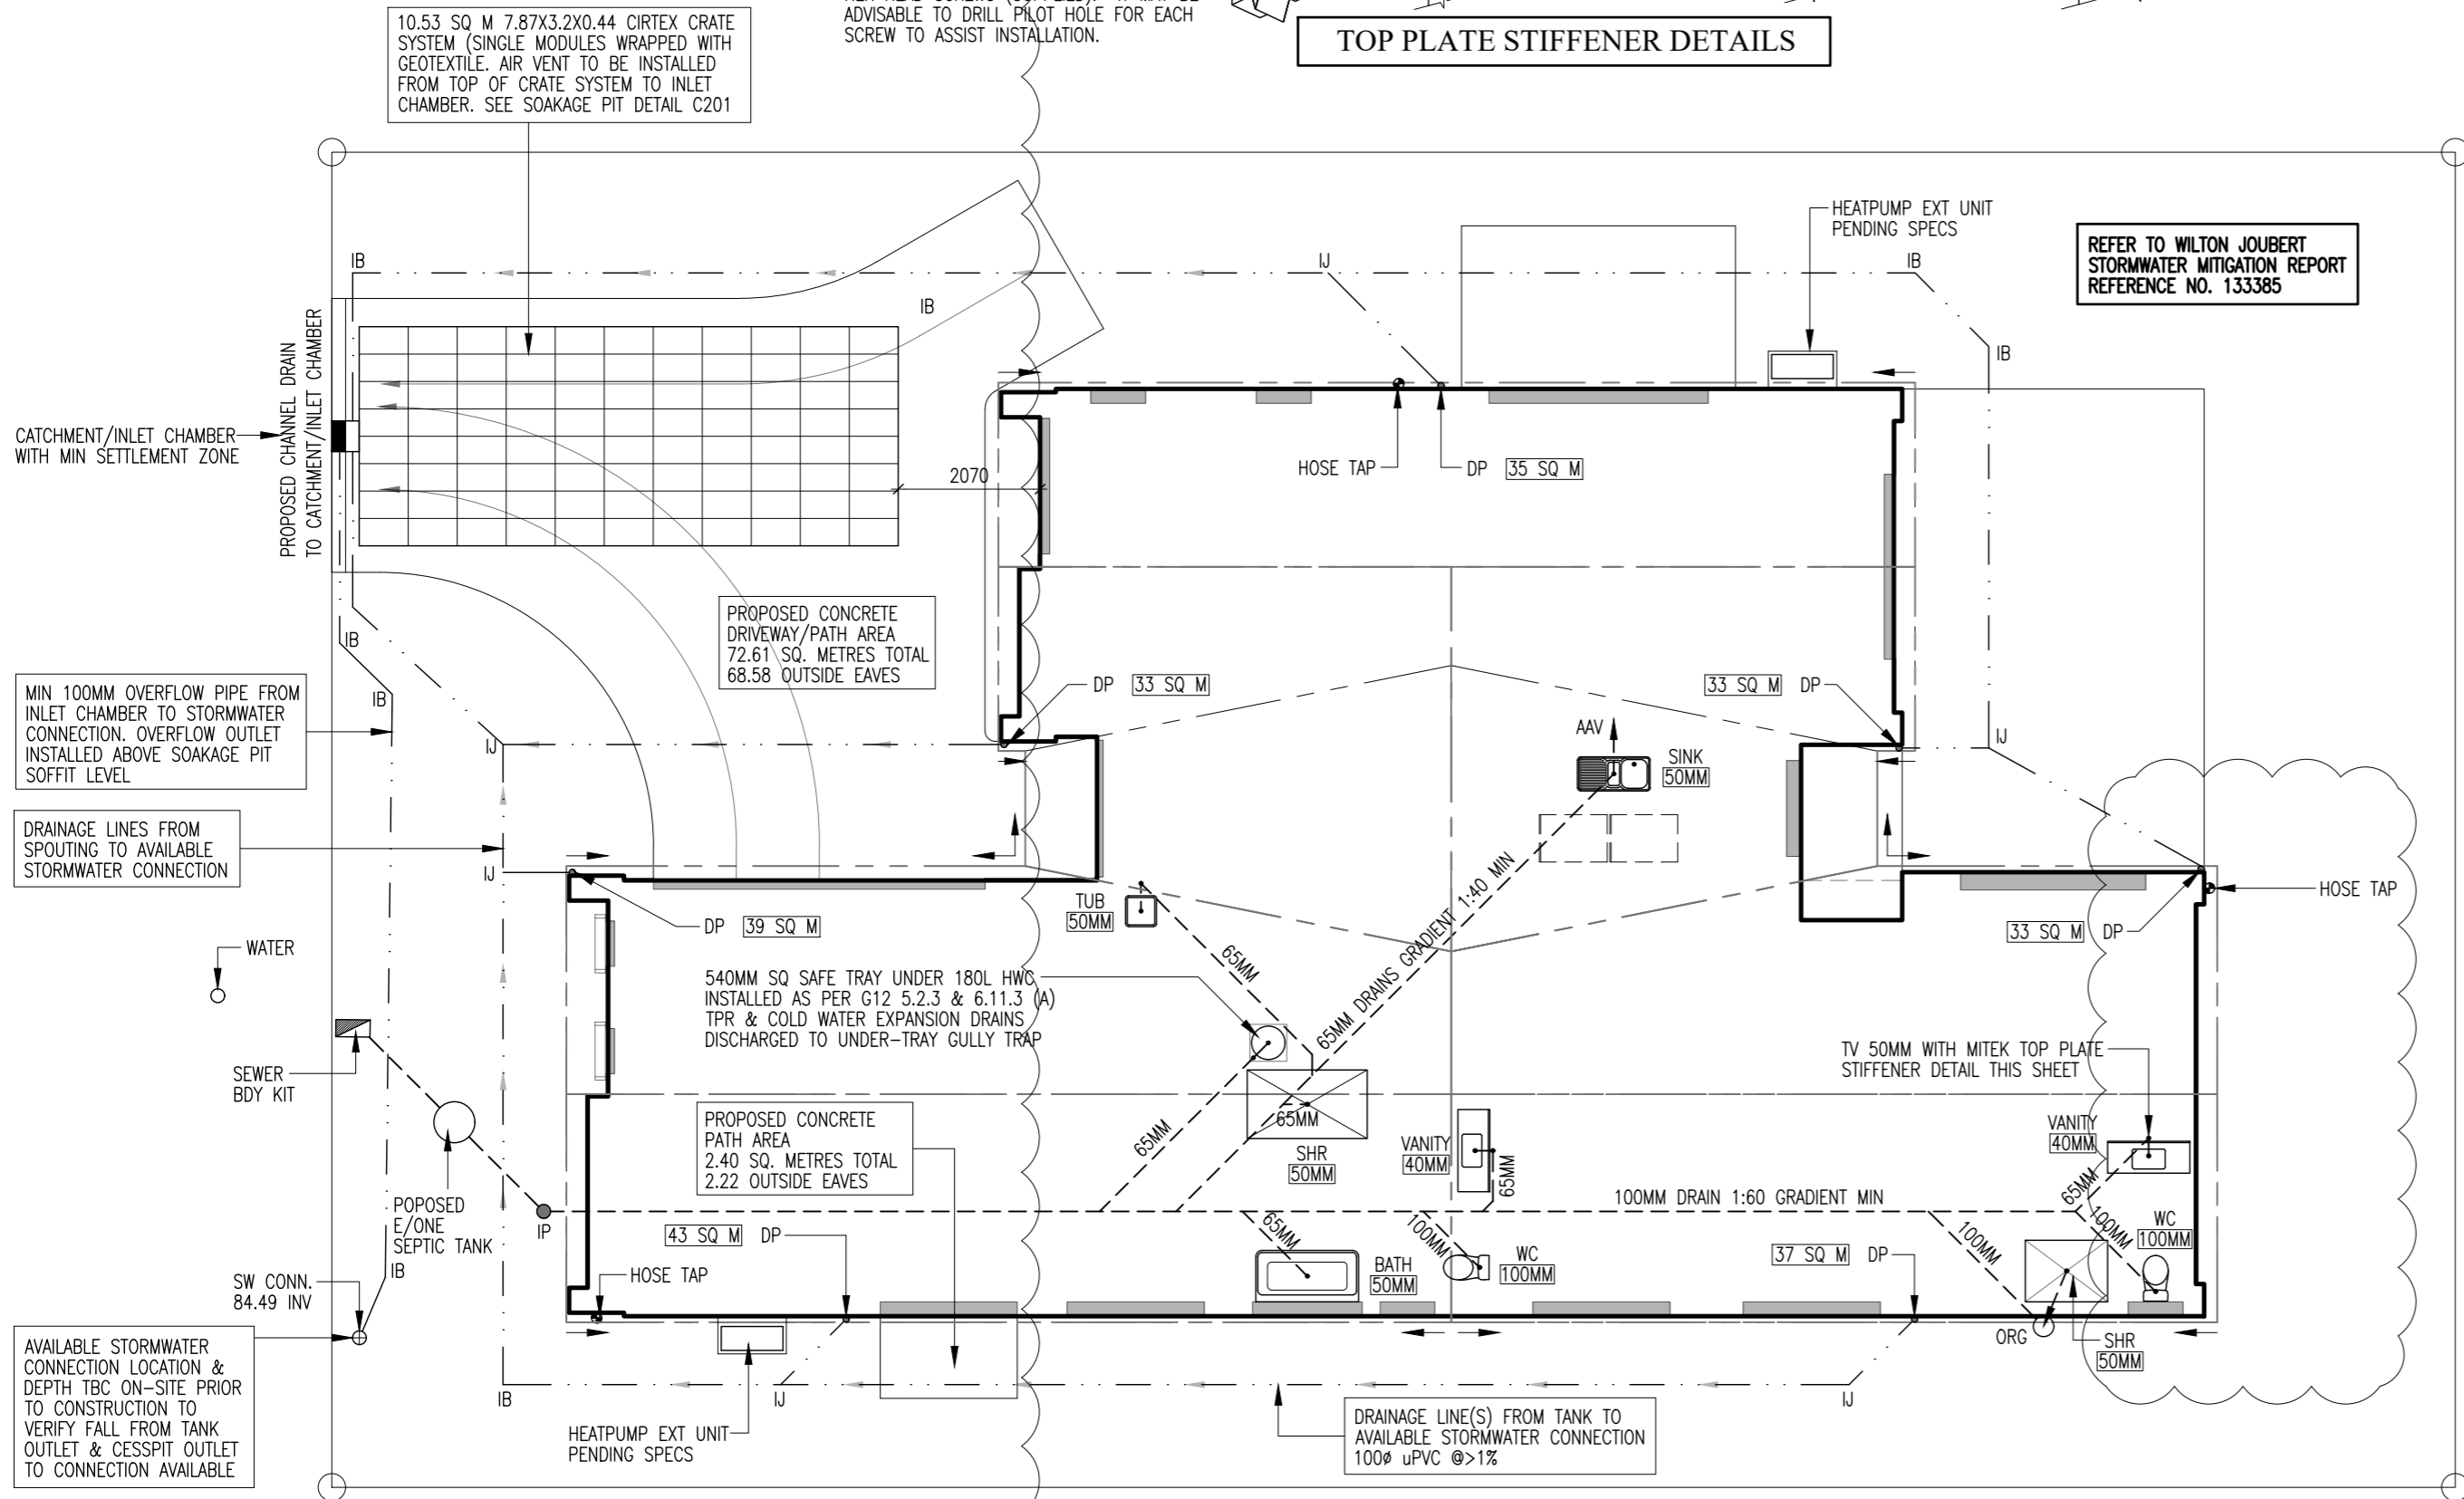 10.53 SQ M 7.87X3.2X0.44 CIRTEX CRATE
SYSTEM (SINGLE MODULES WRAPPED WITH
GEOTEXTILE. AIR VENT TO BE INSTALLED
FROM TOP OF CRATE SYSTEM TO INLET
CHAMBER. SEE SOAKAGE PIT DETAIL C201
ADVISABLE TO DRILL PILOT HOLE FOR EACH
SCREW TO ASSIST INSTALLATION.
TOP PLATE STIFFENER DETAILS
HEATPUMP EXT UNIT
PENDING SPECS
REFER TO WILTON JOUBERT
STORMWATER MITIGATION REPORT
REFERENCE NO. 133385
IB
IJ
IB
IB
IB
PROPOSED CHANNEL DRAIN
TO CATCHMENT/INLET CHAMBER
CATCHMENT/INLET CHAMBER
WITH MIN SETTLEMENT ZONE
2070
HOSE TAP
DP 35 SQ M
PROPOSED CONCRETE
DRIVEWAY/PATH AREA
72.61 SQ. METRES TOTAL
68.58 OUTSIDE EAVES
IB
IB
MIN 100MM OVERFLOW PIPE FROM
INLET CHAMBER TO STORMWATER
CONNECTION. OVERFLOW OUTLET
INSTALLED ABOVE SOAKAGE PIT
SOFFIT LEVEL
DP 33 SQ M
33 SQ M DP
IJ
IJ
AAV
SINK
50MM
DRAINAGE LINES FROM
SPOUTING TO AVAILABLE
STORMWATER CONNECTION
IJ
HOSE TAP
TUB
50MM
DP 39 SQ M
33 SQ M DP
WATER
65MM
65MM DRAINS GRADIENT 1:40 MIN
540MM SQ SAFE TRAY UNDER 180L HWC
INSTALLED AS PER G12 5.2.3 & 6.11.3 (A)
TPR & COLD WATER EXPANSION DRAINS
DISCHARGED TO UNDER-TRAY GULLY TRAP
TV 50MM WITH MITEK TOP PLATE
STIFFENER DETAIL THIS SHEET
SEWER
BDY KIT
PROPOSED CONCRETE
PATH AREA
2.40 SQ. METRES TOTAL
2.22 OUTSIDE EAVES
65MM
65MM
SHR
50MM
VANITY
40MM
65MM
VANITY
40MM
65MM
100MM DRAIN 1:60 GRADIENT MIN
POPOSED
E/ONE
SEPTIC TANK
IP
43 SQ M DP
65MM
BATH
50MM
100MM
WC
100MM
37 SQ M DP
100MM
100MM
WC
100MM
HOSE TAP
SW CONN.
84.49 INV
IB
ORG
SHR
50MM
AVAILABLE STORMWATER
CONNECTION LOCATION &
DEPTH TBC ON-SITE PRIOR
TO CONSTRUCTION TO
VERIFY FALL FROM TANK
OUTLET & CESSPIT OUTLET
TO CONNECTION AVAILABLE
IB
IJ
IJ
HEATPUMP EXT UNIT
PENDING SPECS
DRAINAGE LINE(S) FROM TANK TO
AVAILABLE STORMWATER CONNECTION
100ø uPVC @>1%